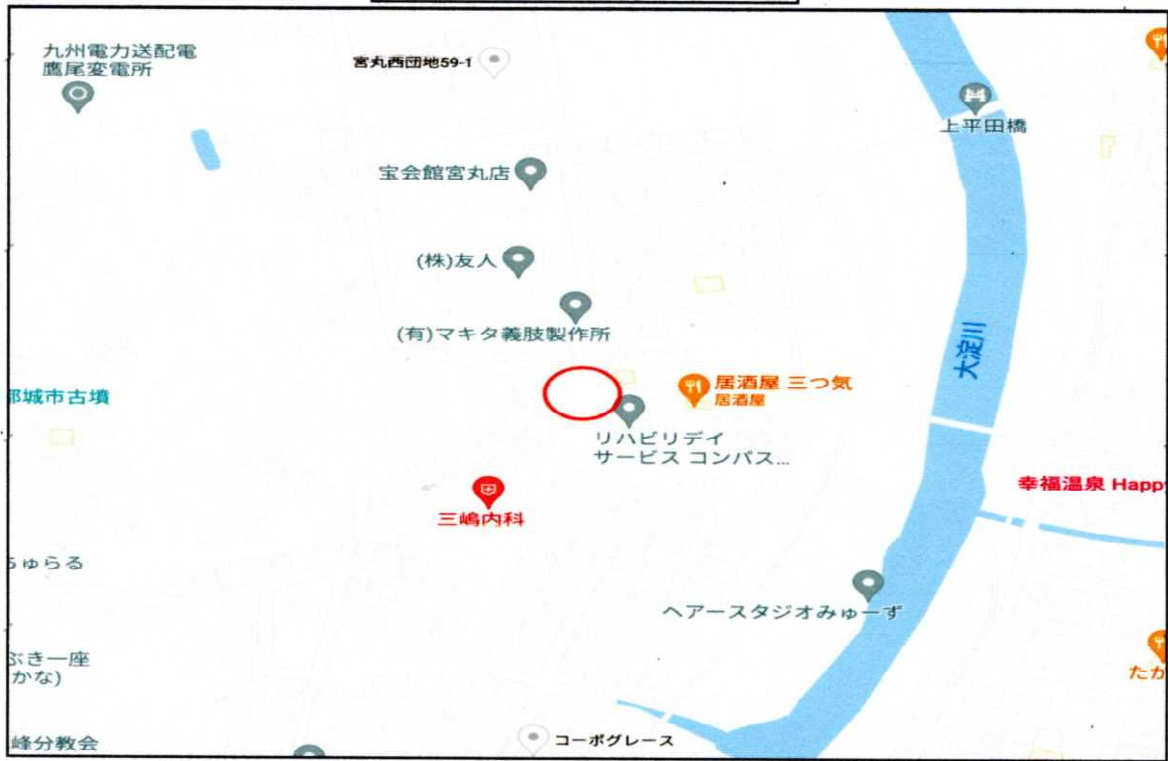 九州電力送配電
鷹尾変電所
宮丸西団地59-1
上平田橋
宝会館宮丸店
(株)友人
(有)マキタ義肢製作所
大淀川
居酒屋 三つ気
居酒屋
都城市古墳
リハビリデイ
サービス コンパス...
幸福温泉 Happy
三嶋内科
ちゅらる
ヘアースタジオみゅーず
ぶき一座
かな)
たか
峰分教会
コーポグレース